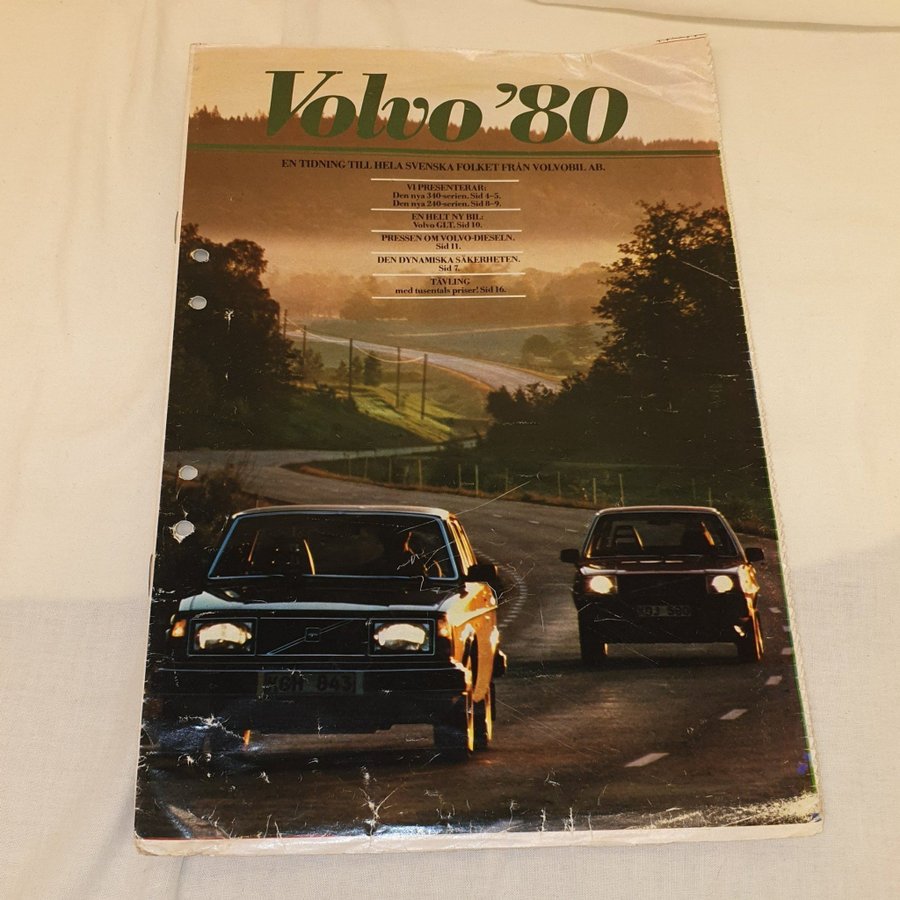 Volvo ’80
EN TIDNING TILL HELA SVENSKA FOLKET FRÅN VOLVOBIL AB.
VI PRESENTERAR:
Den nya 340-serien. Sid 4–5.
Den nya 240-serien. Sid 8–9.
EN HELT NY BIL:
Volvo GLT. Sid 10.
PRESSEN OM VOLVO-DIESELN.
Sid 11.
DEN DYNAMISKA SÄKERHETEN.
Sid 7.
TÄVLING
med tusentals priser! Sid 16.
843